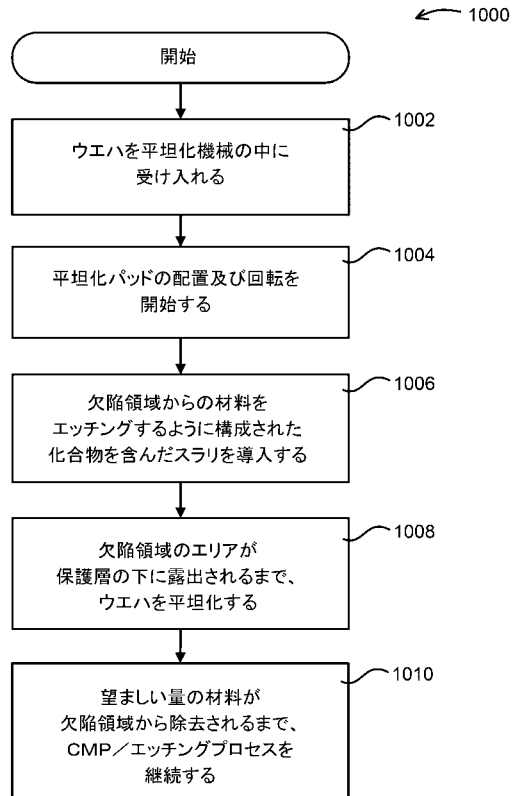 1000
開始
1002
ウエハを平坦化機械の中に
受け入れる
1004
平坦化パッドの配置及び回転を
開始する
1006
欠陥領域からの材料を
エッチングするように構成された
化合物を含んだスラリを導入する
1008
欠陥領域のエリアが
保護層の下に露出されるまで、
ウエハを平坦化する
1010
望ましい量の材料が
欠陥領域から除去されるまで、
CMP／エッチングプロセスを
継続する